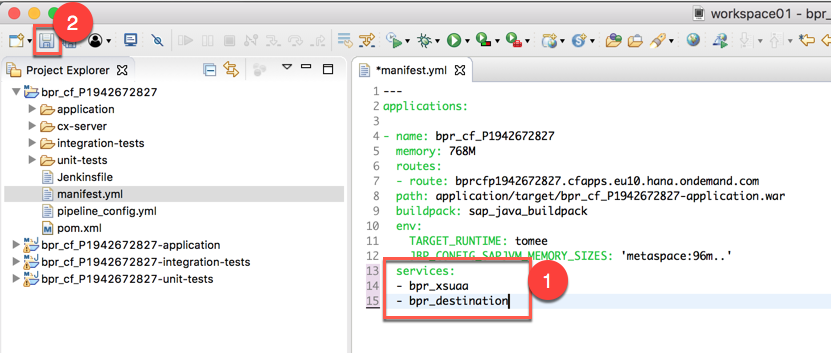 2
workspace01 - bpr_
Project Explorer
bpr_cf_P1942672827
application
cx-server
integration-tests
unit-tests
Jenkinsfile
manifest.yml
pipeline_config.yml
pom.xml
bpr_cf_P1942672827-application
bpr_cf_P1942672827-integration-tests
bpr_cf_P1942672827-unit-tests
*manifest.yml
1 ---
2 applications:
3
4 - name: bpr_cf_P1942672827
5 memory: 768M
6 routes:
7 - route: bprcfp1942672827.cfapps.eu10.hana.ondemand.com
8 path: application/target/bpr_cf_P1942672827-application.war
9 buildpack: sap_java_buildpack
10 env:
11 TARGET_RUNTIME: tomee
12 JBP_CONFIG_SAPJVM_MEMORY_SIZES: 'metaspace:96m..'
13 services:
14 - bpr_xsuaa
15 - bpr_destination
1